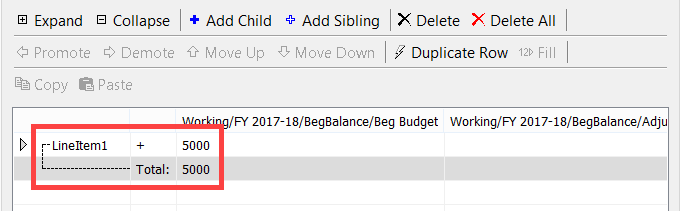 Expand Collapse + Add Child + Add Sibling Delete Delete All
Promote Demote Move Up Move Down Duplicate Row 12 Fill
Copy Paste
Working/FY 2017-18/BegBalance/Beg Budget Working/FY 2017-18/BegBalance/Adju
LineItem1 + 5000
Total: 5000